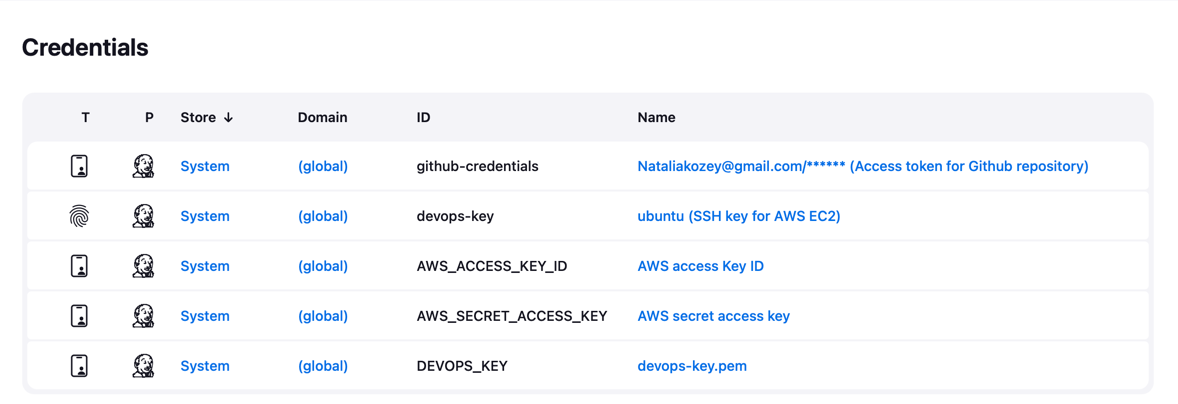 Credentials
T P Store ↓ Domain ID Name
System (global) github-credentials Nataliakozey@gmail.com/****** (Access token for Github repository)
System (global) devops-key ubuntu (SSH key for AWS EC2)
System (global) AWS_ACCESS_KEY_ID AWS access Key ID
System (global) AWS_SECRET_ACCESS_KEY AWS secret access key
System (global) DEVOPS_KEY devops-key.pem